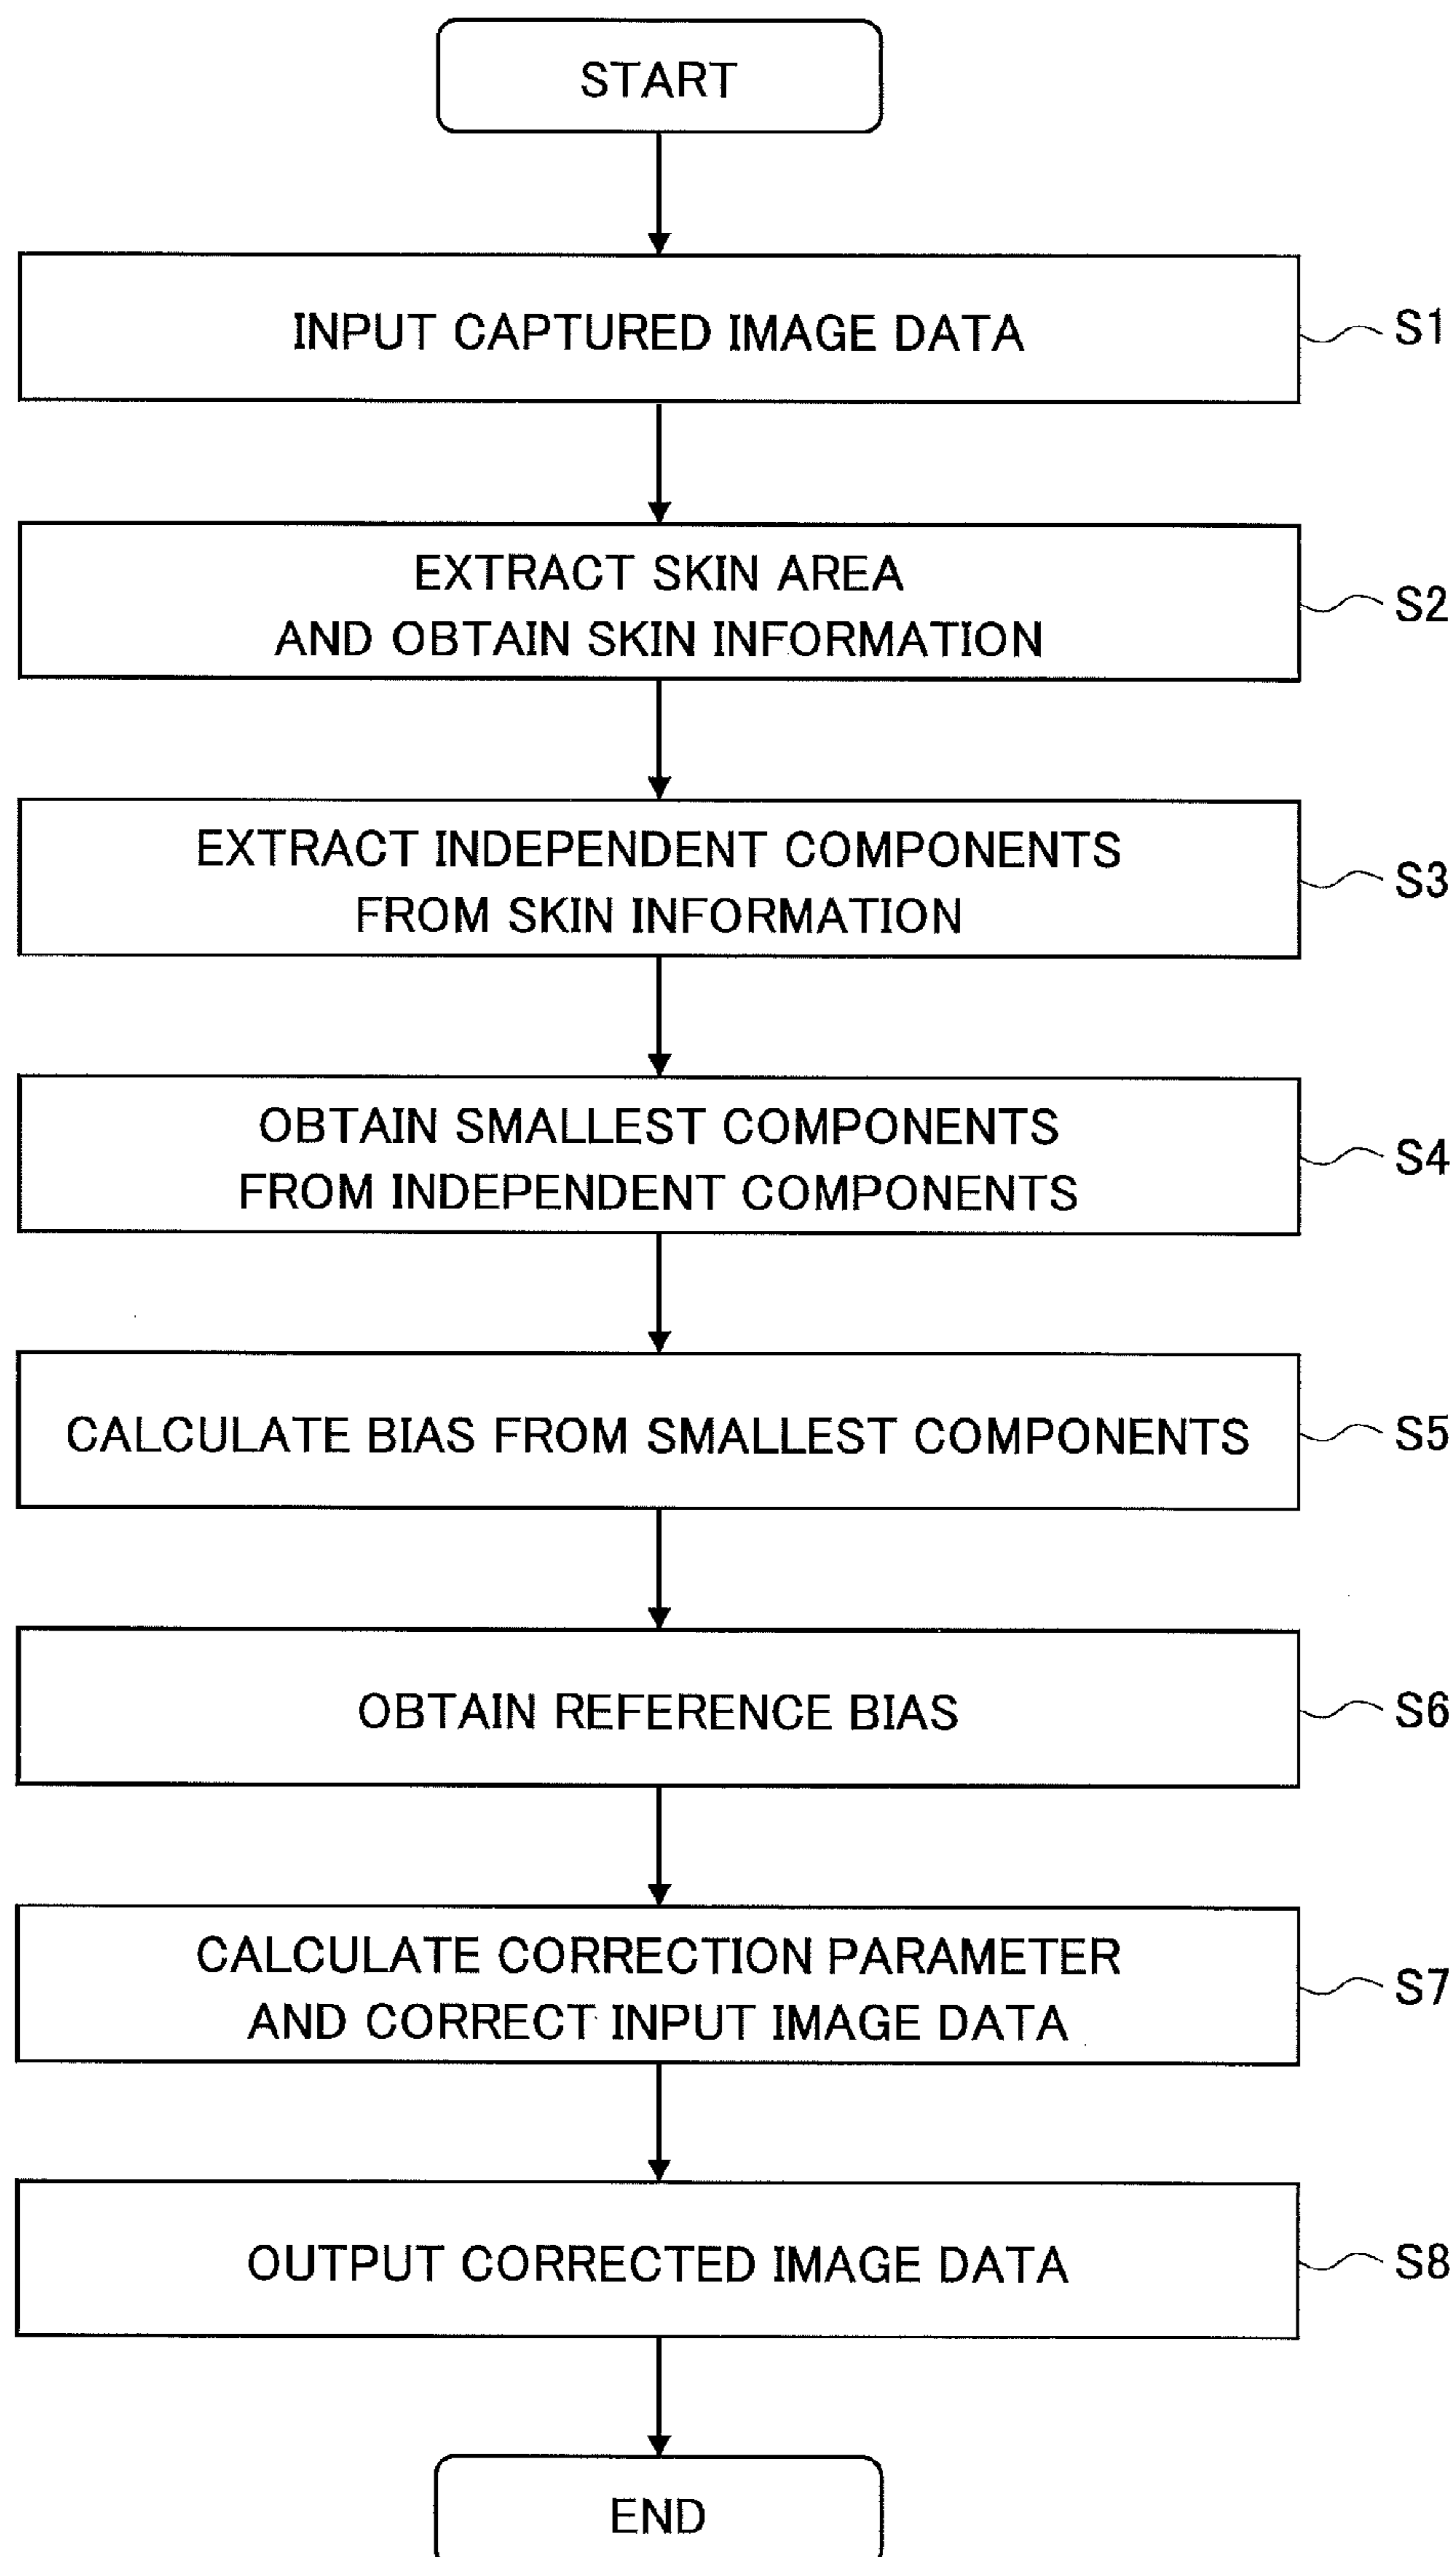 START
INPUT CAPTURED IMAGE DATA
S1
EXTRACT SKIN AREA
AND OBTAIN SKIN INFORMATION
S2
EXTRACT INDEPENDENT COMPONENTS
FROM SKIN INFORMATION
S3
OBTAIN SMALLEST COMPONENTS
FROM INDEPENDENT COMPONENTS
S4
CALCULATE BIAS FROM SMALLEST COMPONENTS
S5
OBTAIN REFERENCE BIAS
S6
CALCULATE CORRECTION PARAMETER
AND CORRECT INPUT IMAGE DATA
S7
OUTPUT CORRECTED IMAGE DATA
S8
END